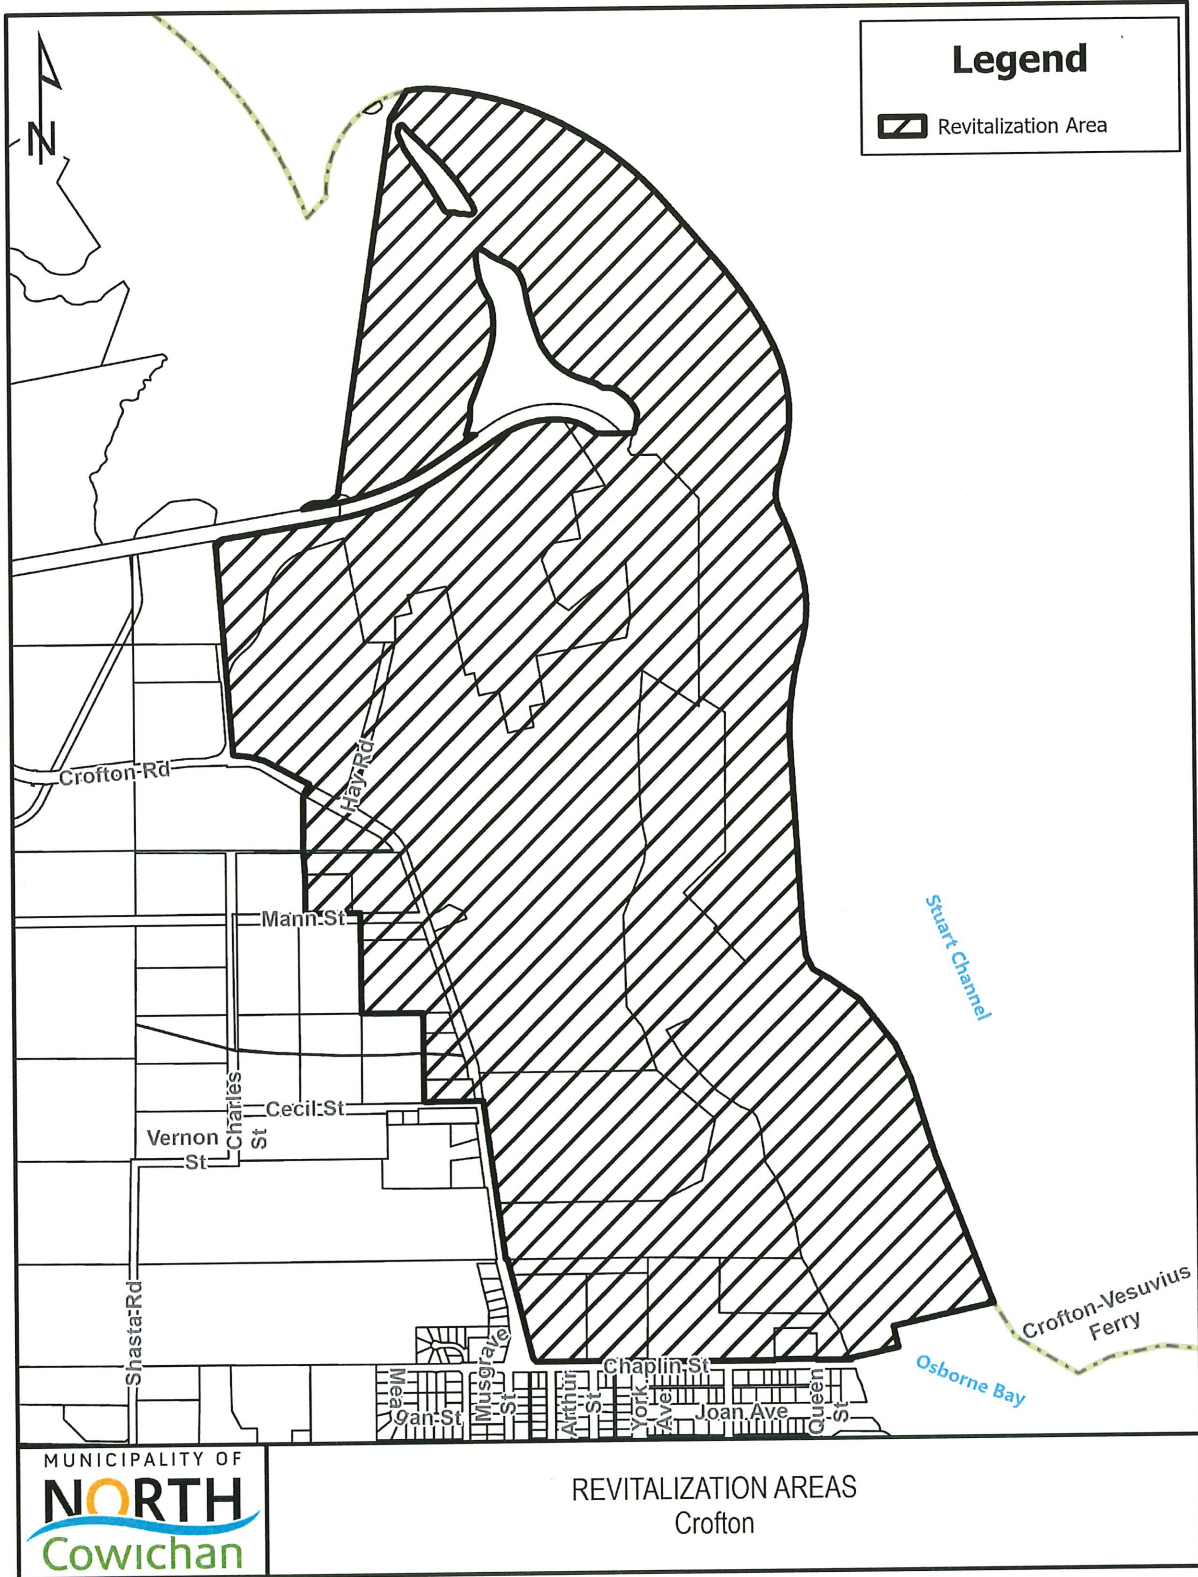 Legend
Revitalization Area
N
Stuart Channel
Crofton Rd
Hay Rd
Mann St
Charles
St
Cecil St
Vernon
St
Shasta Rd
Crofton-Vesuvius
Ferry
Osborne Bay
Chaplin St
Musgrave
St
Arthur
St
York
Ave
Joan Ave
Queen
St
MUNICIPALITY OF
NORTH
Cowichan
REVITALIZATION AREAS
Crofton